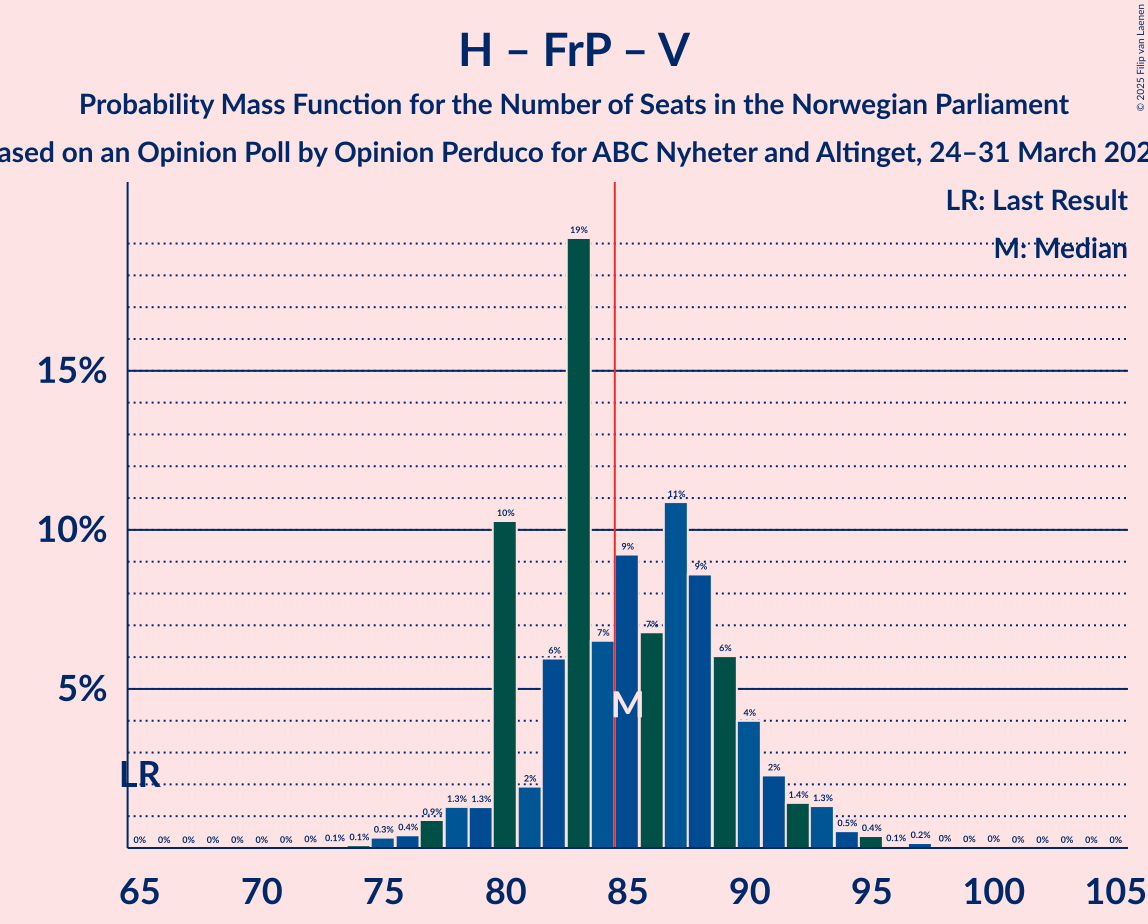 H – FrP – V
Probability Mass Function for the Number of Seats in the Norwegian Parliament
ased on an Opinion Poll by Opinion Perduco for ABC Nyheter and Altinget, 24–31 March 202
© 2025 Filip van Laenen
LR: Last Result
M: Median
15%
10%
5%
LR
M
0% 0% 0% 0% 0% 0% 0% 0% 0.1% 0.1% 0.3% 0.4% 0.9% 1.3% 1.3% 10% 2% 6% 19% 7% 9% 7% 11% 9% 6% 4% 2% 1.4% 1.3% 0.5% 0.4% 0.1% 0.2% 0% 0% 0% 0% 0% 0% 0% 0%
65 70 75 80 85 90 95 100 105